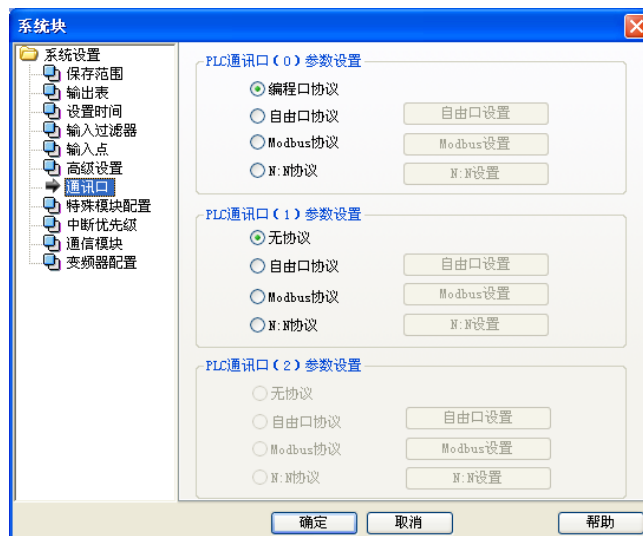 系统块
系统设置
保存范围
输出表
设置时间
输入过滤器
输入点
高级设置
通讯口
特殊模块配置
中断优先级
通信模块
变频器配置
PLC通讯口(0)参数设置
编程口协议
自由口协议
自由口设置
Modbus协议
Modbus设置
N:N协议
N:N设置
PLC通讯口(1)参数设置
无协议
自由口协议
自由口设置
Modbus协议
Modbus设置
N:N协议
N:N设置
PLC通讯口(2)参数设置
无协议
自由口协议
自由口设置
Modbus协议
Modbus设置
N:N协议
N:N设置
确定
取消
帮助